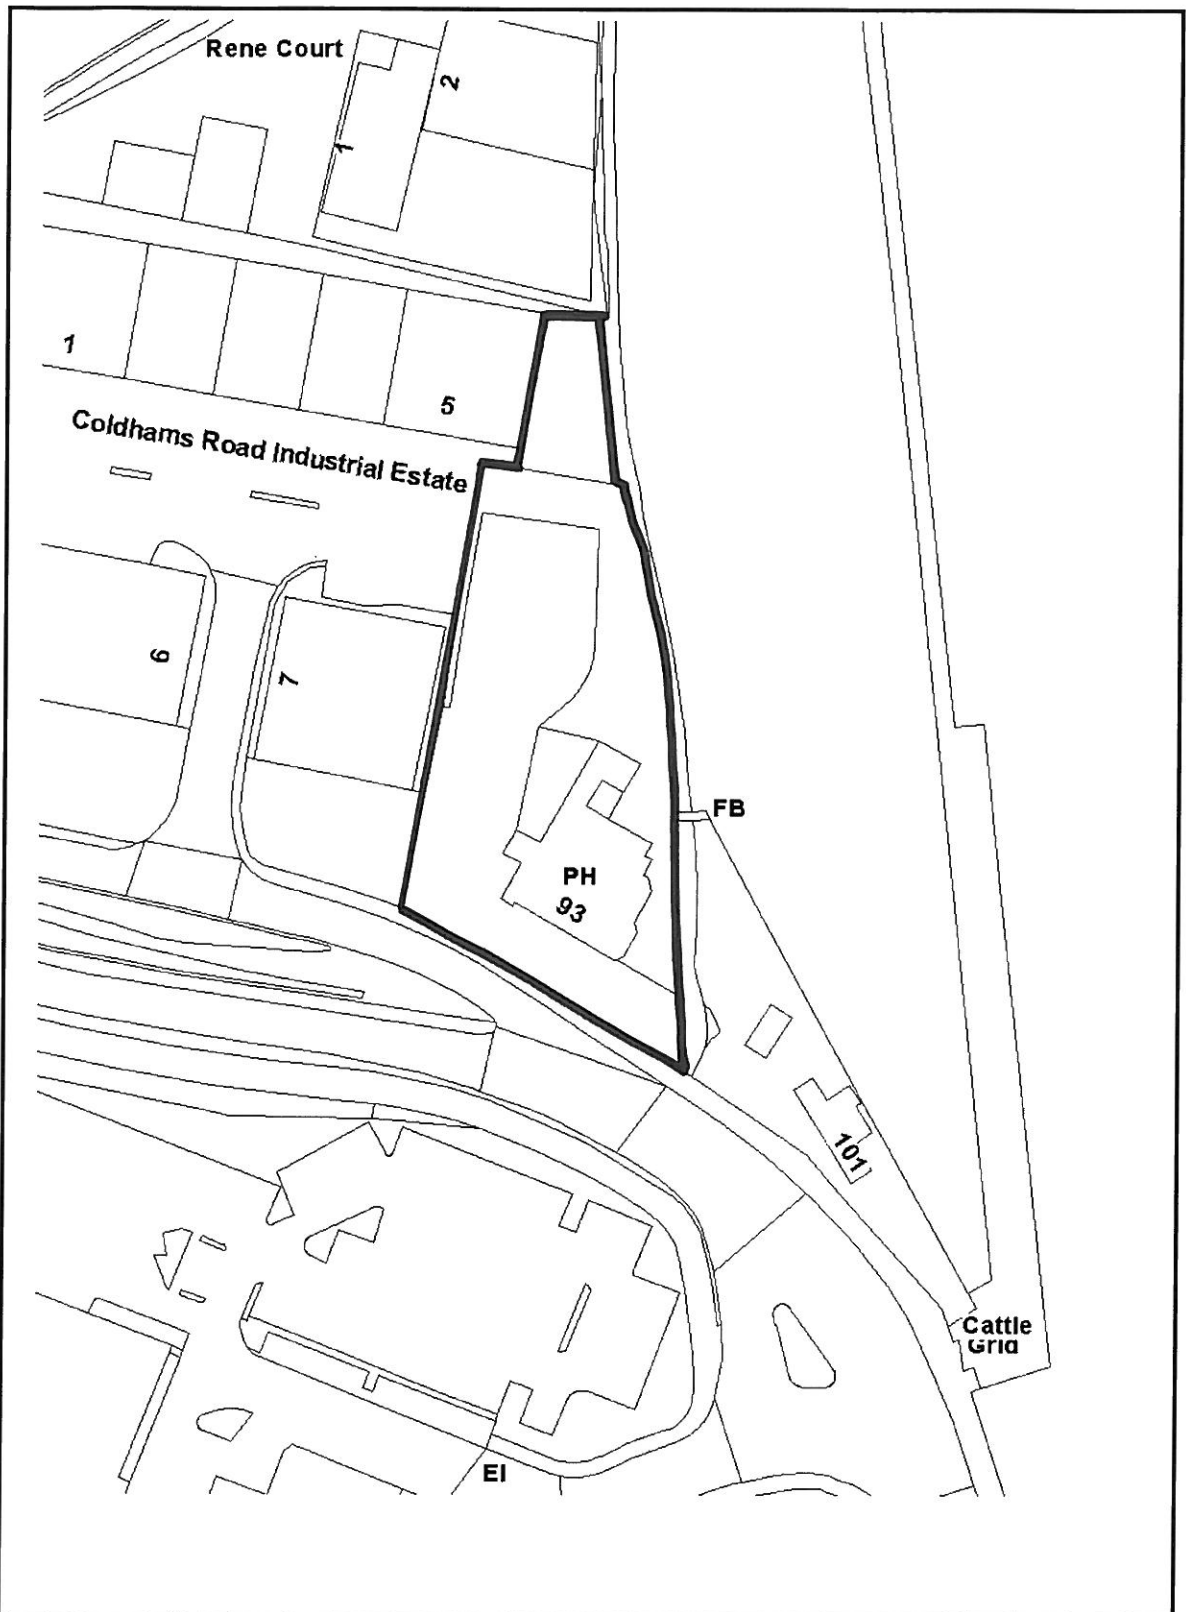 Rene Court
2
1
1
5
Coldhams Road Industrial Estate
6
7
FB
PH
93
101
Cattle
Grid
El